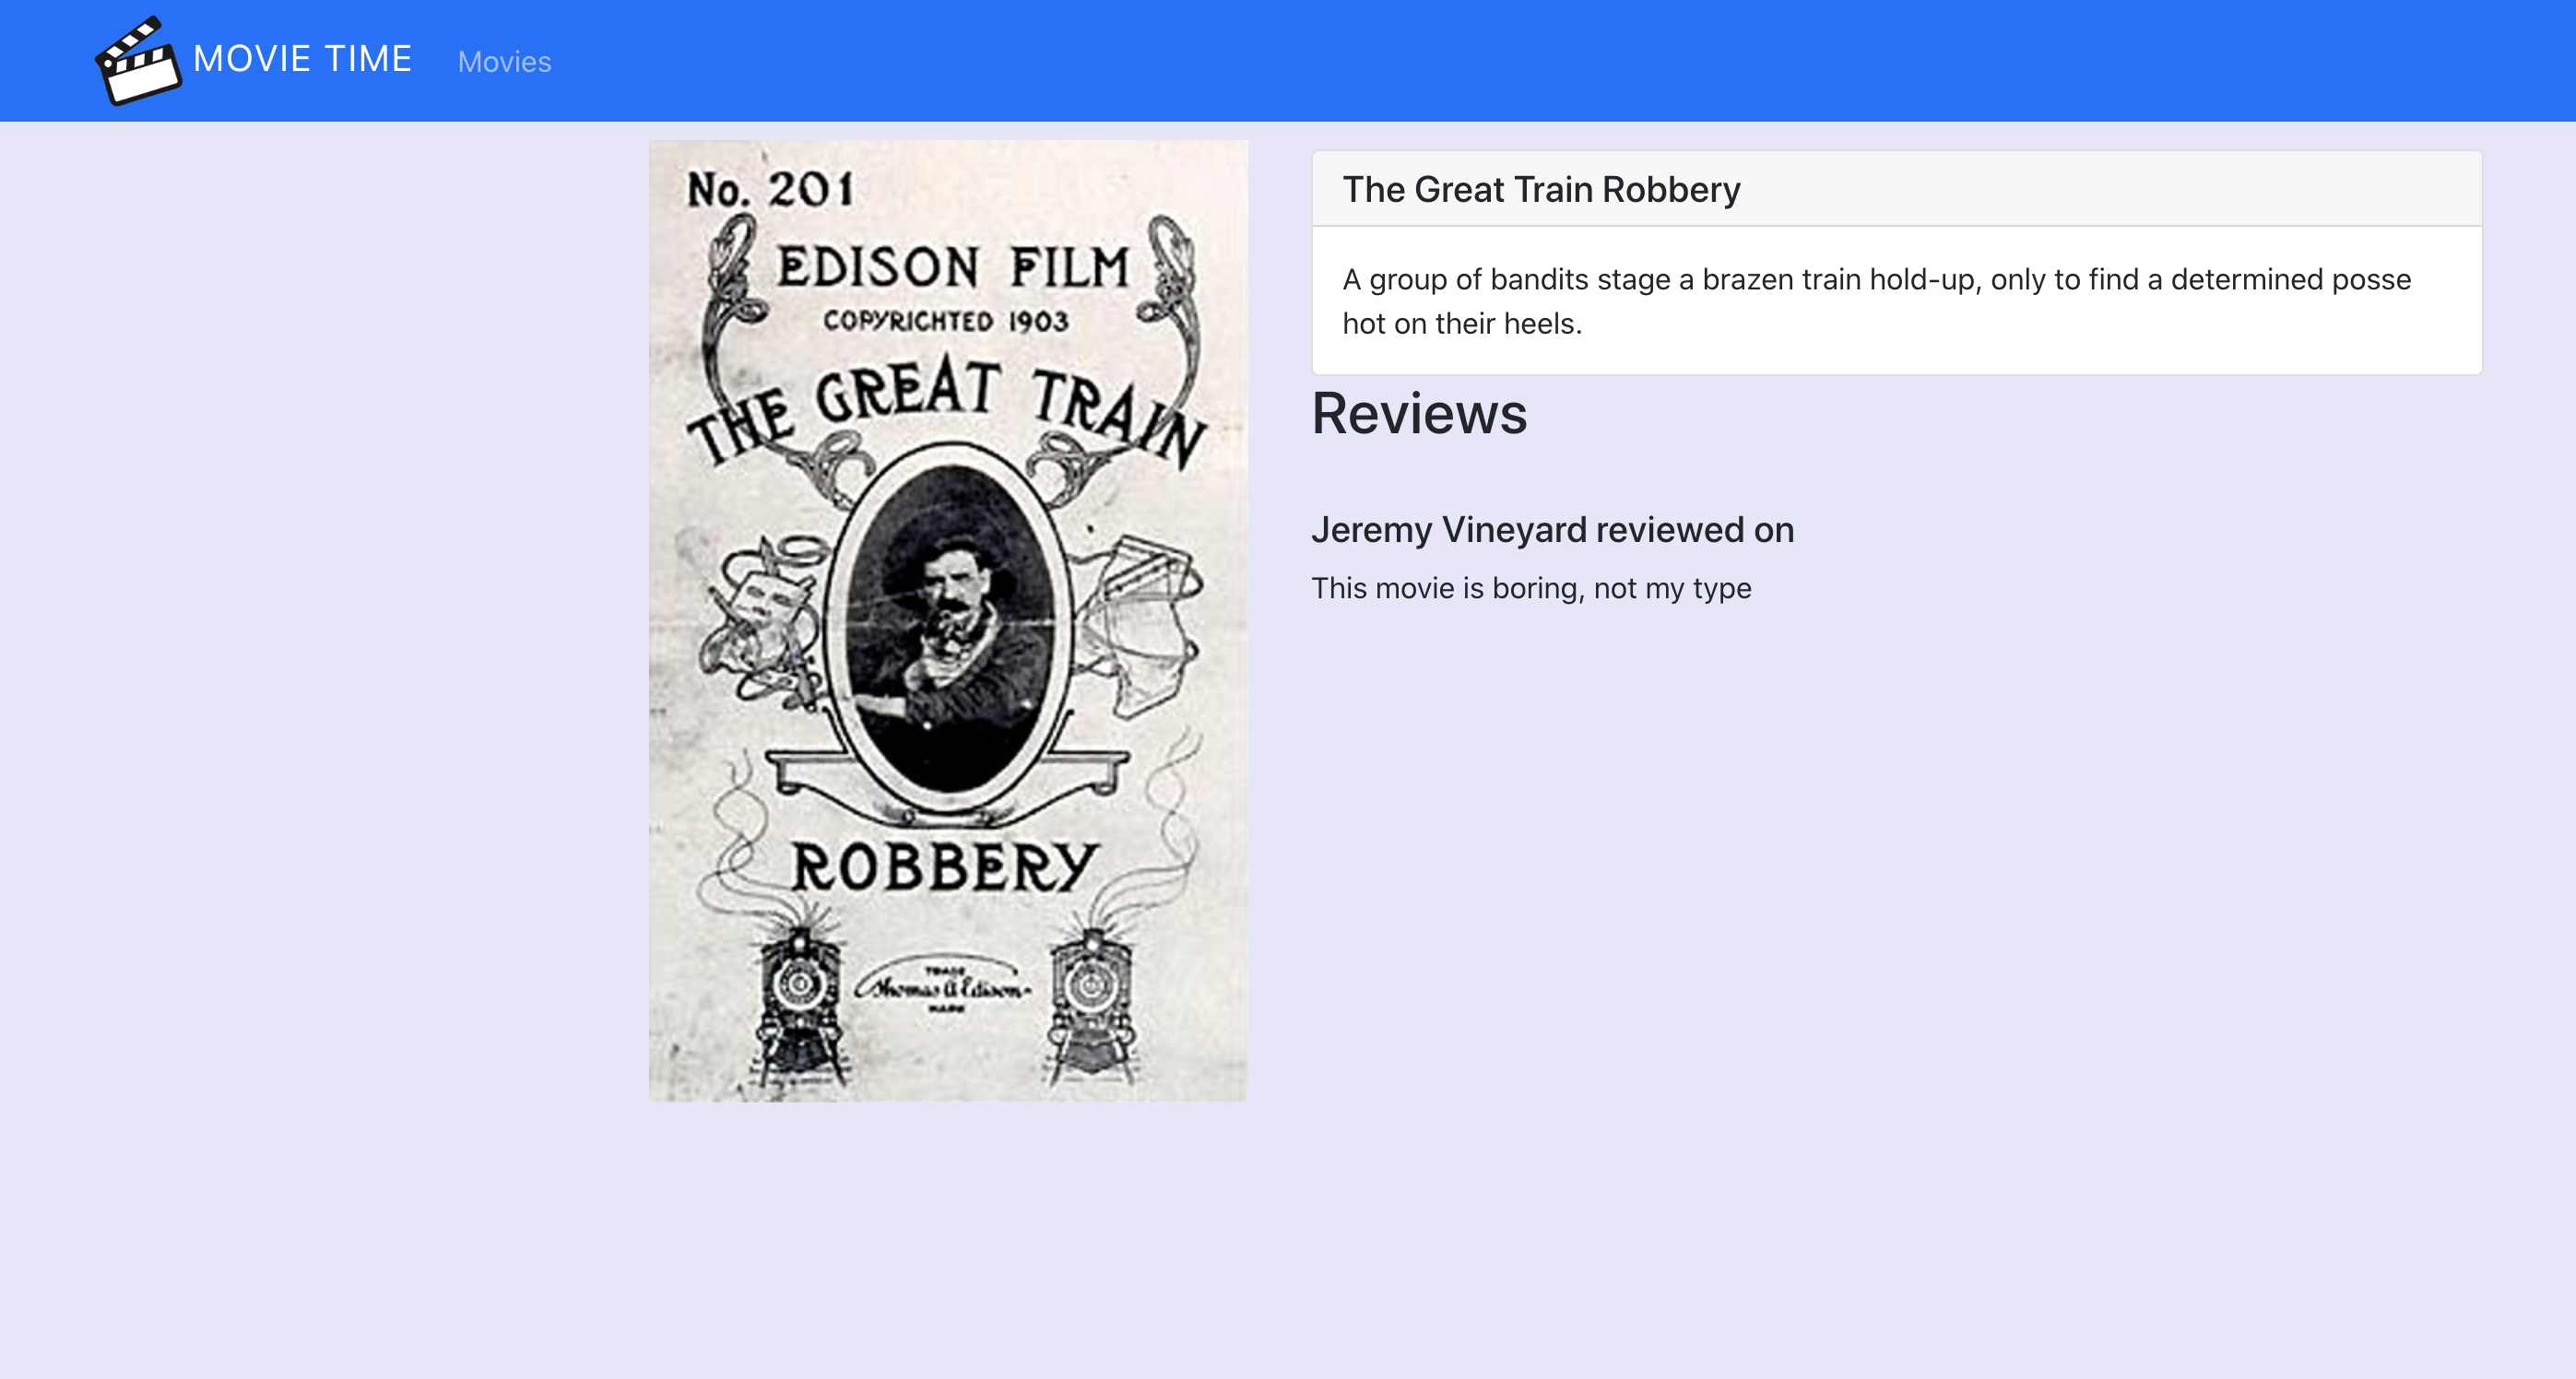 MOVIE TIME
Movies
No. 201
EDISON FILM
COPYRIGHTED 1903
THE GREAT TRAIN
ROBBERY
TRADE
Thomas A Edison
MARK
The Great Train Robbery
A group of bandits stage a brazen train hold-up, only to find a determined posse
hot on their heels.
Reviews
Jeremy Vineyard reviewed on
This movie is boring, not my type